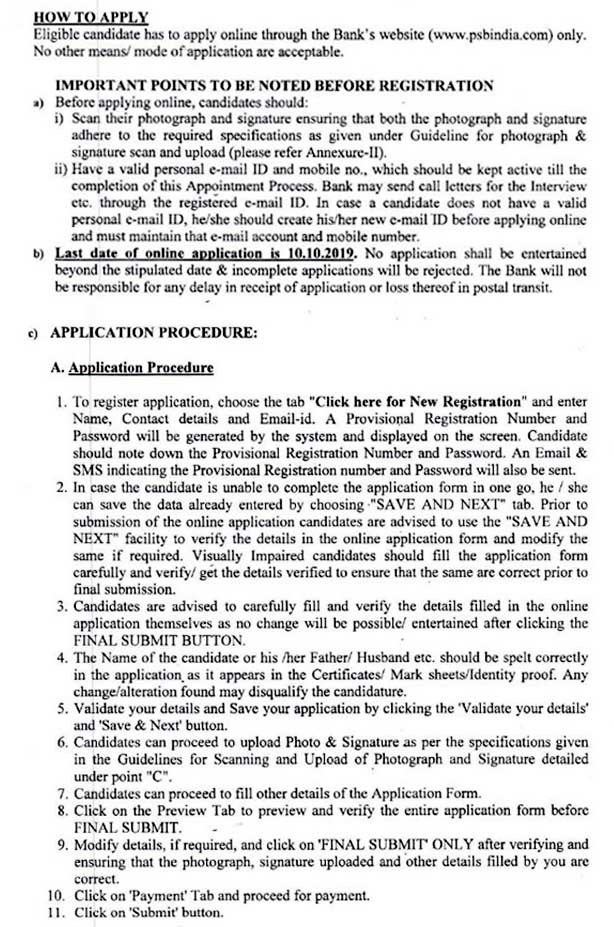 HOW TO APPLY
Eligible candidate has to apply online through the Bank's website (www.psbindia.com) only.
No other means/ mode of application are acceptable.
IMPORTANT POINTS TO BE NOTED BEFORE REGISTRATION
a) Before applying online, candidates should:
i) Scan their photograph and signature ensuring that both the photograph and signature
adhere to the required specifications as given under Guideline for photograph &
signature scan and upload (please refer Annexure-II).
ii) Have a valid personal e-mail ID and mobile no., which should be kept active till the
completion of this Appointment Process. Bank may send call letters for the Interview
etc. through the registered e-mail ID. In case a candidate does not have a valid
personal e-mail ID, he/she should create his/her new e-mail ID before applying online
and must maintain that e-mail account and mobile number.
b) Last date of online application is 10.10.2019. No application shall be entertained
beyond the stipulated date & incomplete applications will be rejected. The Bank will not
be responsible for any delay in receipt of application or loss thereof in postal transit.
c) APPLICATION PROCEDURE:
A. Application Procedure
1. To register application, choose the tab "Click here for New Registration" and enter
Name, Contact details and Email-id. A Provisional Registration Number and
Password will be generated by the system and displayed on the screen. Candidate
should note down the Provisional Registration Number and Password. An Email &
SMS indicating the Provisional Registration number and Password will also be sent.
2. In case the candidate is unable to complete the application form in one go, he / she
can save the data already entered by choosing "SAVE AND NEXT" tab. Prior to
submission of the online application candidates are advised to use the "SAVE AND
NEXT" facility to verify the details in the online application form and modify the
same if required. Visually Impaired candidates should fill the application form
carefully and verify/ get the details verified to ensure that the same are correct prior to
final submission.
3. Candidates are advised to carefully fill and verify the details filled in the online
application themselves as no change will be possible/ entertained after clicking the
FINAL SUBMIT BUTTON.
4. The Name of the candidate or his /her Father/ Husband etc. should be spelt correctly
in the application as it appears in the Certificates/ Mark sheets/Identity proof. Any
change/alteration found may disqualify the candidature.
5. Validate your details and Save your application by clicking the 'Validate your details'
and 'Save & Next' button.
6. Candidates can proceed to upload Photo & Signature as per the specifications given
in the Guidelines for Scanning and Upload of Photograph and Signature detailed
under point "C".
7. Candidates can proceed to fill other details of the Application Form.
8. Click on the Preview Tab to preview and verify the entire application form before
FINAL SUBMIT.
9. Modify details, if required, and click on 'FINAL SUBMIT' ONLY after verifying and
ensuring that the photograph, signature uploaded and other details filled by you are
correct.
10. Click on 'Payment' Tab and proceed for payment.
11. Click on 'Submit' button.